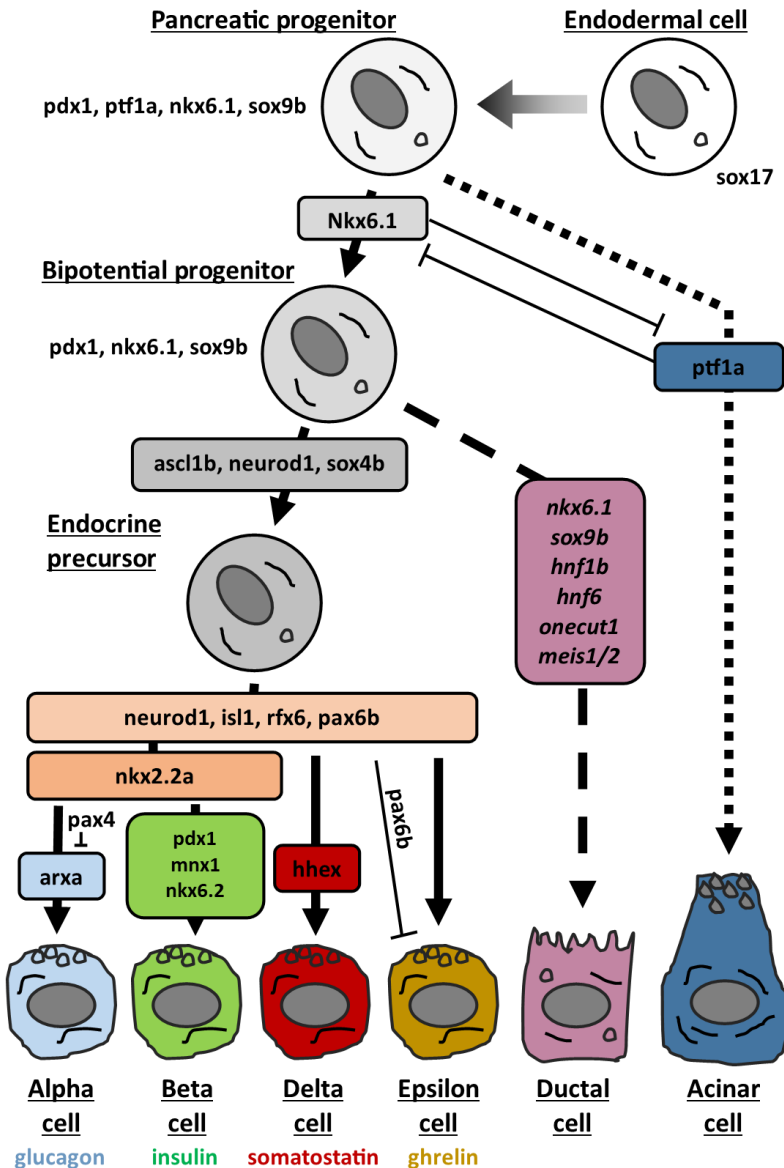 Pancreatic progenitor
Endodermal cell
pdx1, ptf1a, nkx6.1, sox9b
sox17
Nkx6.1
Bipotential progenitor
pdx1, nkx6.1, sox9b
ptf1a
ascl1b, neurod1, sox4b
Endocrine
precursor
nkx6.1
sox9b
hnf1b
hnf6
onecut1
meis1/2
neurod1, isl1, rfx6, pax6b
nkx2.2a
pax4
arxa
pdx1
mnx1
nkx6.2
hhex
pax6b
Alpha
cell
glucagon
Beta
cell
insulin
Delta
cell
somatostatin
Epsilon
cell
ghrelin
Ductal
cell
Acinar
cell